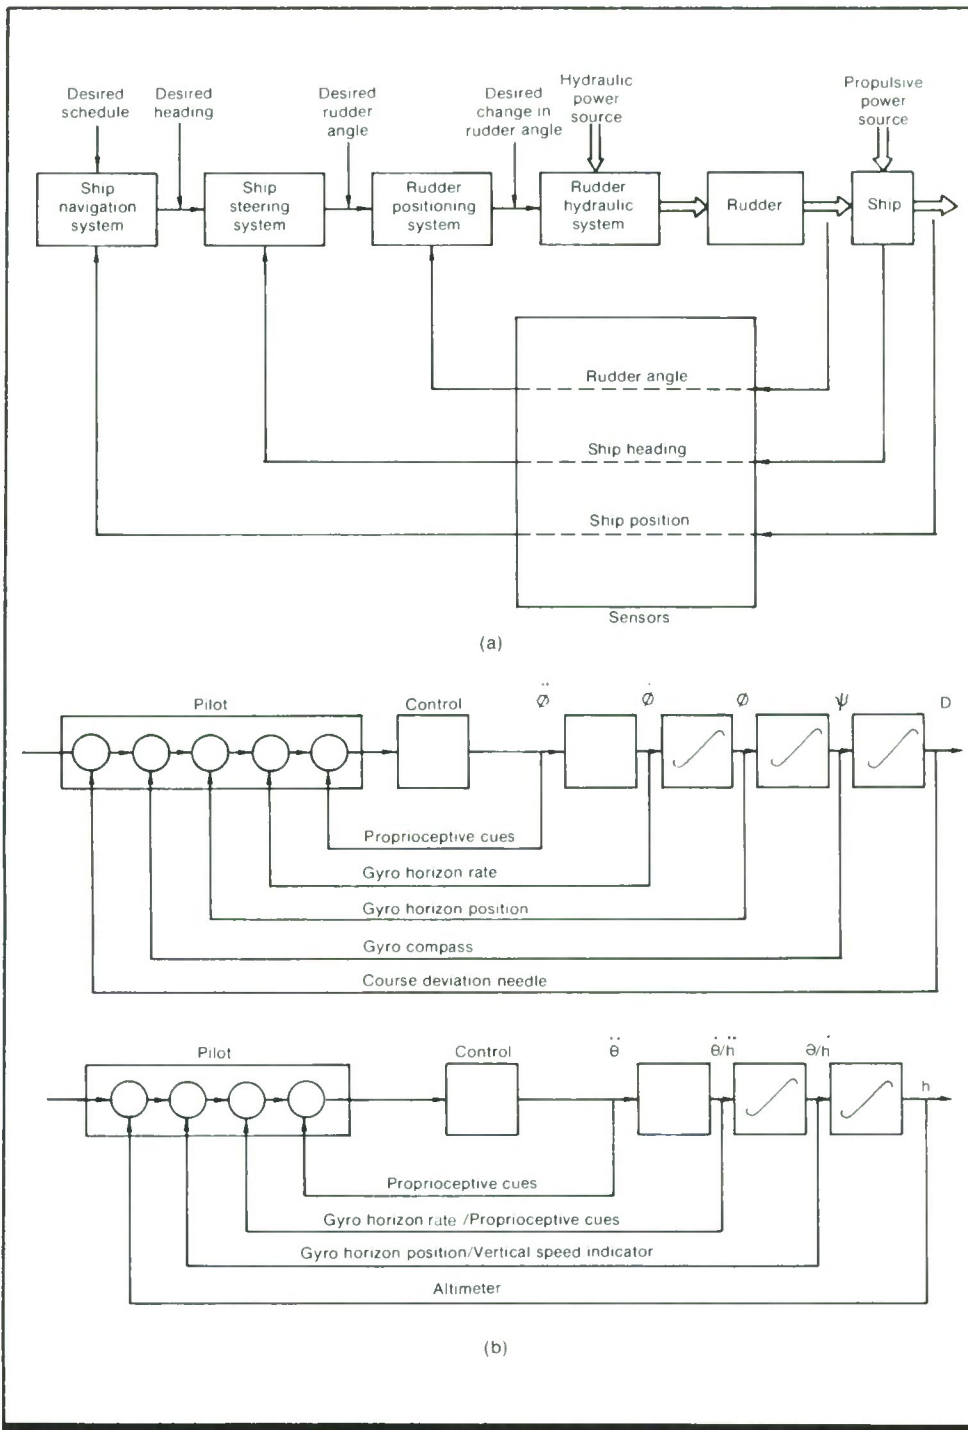 Desired
schedule
Desired
heading
Desired
rudder
angle
Desired
change in
rudder angle
Hydraulic
power
source
Propulsive
power
source
Ship
navigation
system
Ship
steering
system
Rudder
positioning
system
Rudder
hydraulic
system
Rudder
Ship
Rudder angle
Ship heading
Ship position
Sensors
(a)
Pilot
Control
φ̈
φ̇
φ
ψ
D
Proprioceptive cues
Gyro horizon rate
Gyro horizon position
Gyro compass
Course deviation needle
Pilot
Control
θ̈
θ̇/ḧ
θ/ḣ
h
Proprioceptive cues
Gyro horizon rate/Proprioceptive cues
Gyro horizon position/Vertical speed indicator
Altimeter
(b)